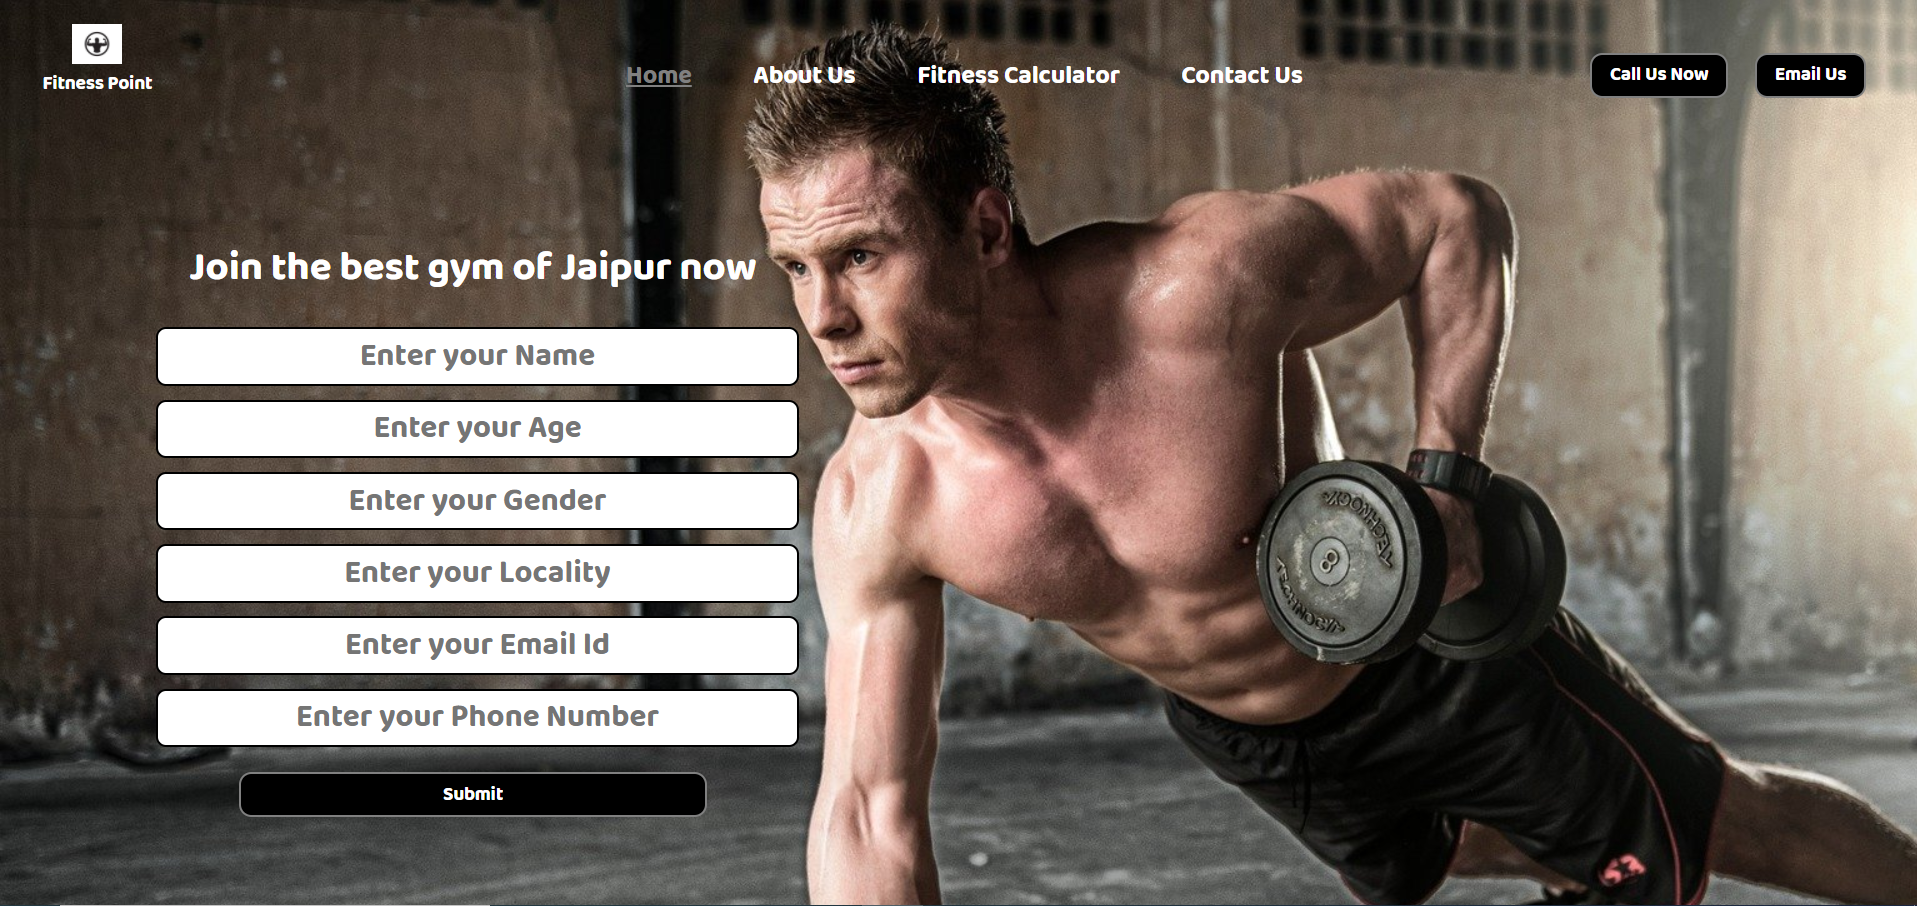 Fitness Point
Home
About Us
Fitness Calculator
Contact Us
Call Us Now
Email Us
Join the best gym of Jaipur now
Enter your Name
Enter your Age
Enter your Gender
Enter your Locality
Enter your Email Id
Enter your Phone Number
Submit
8